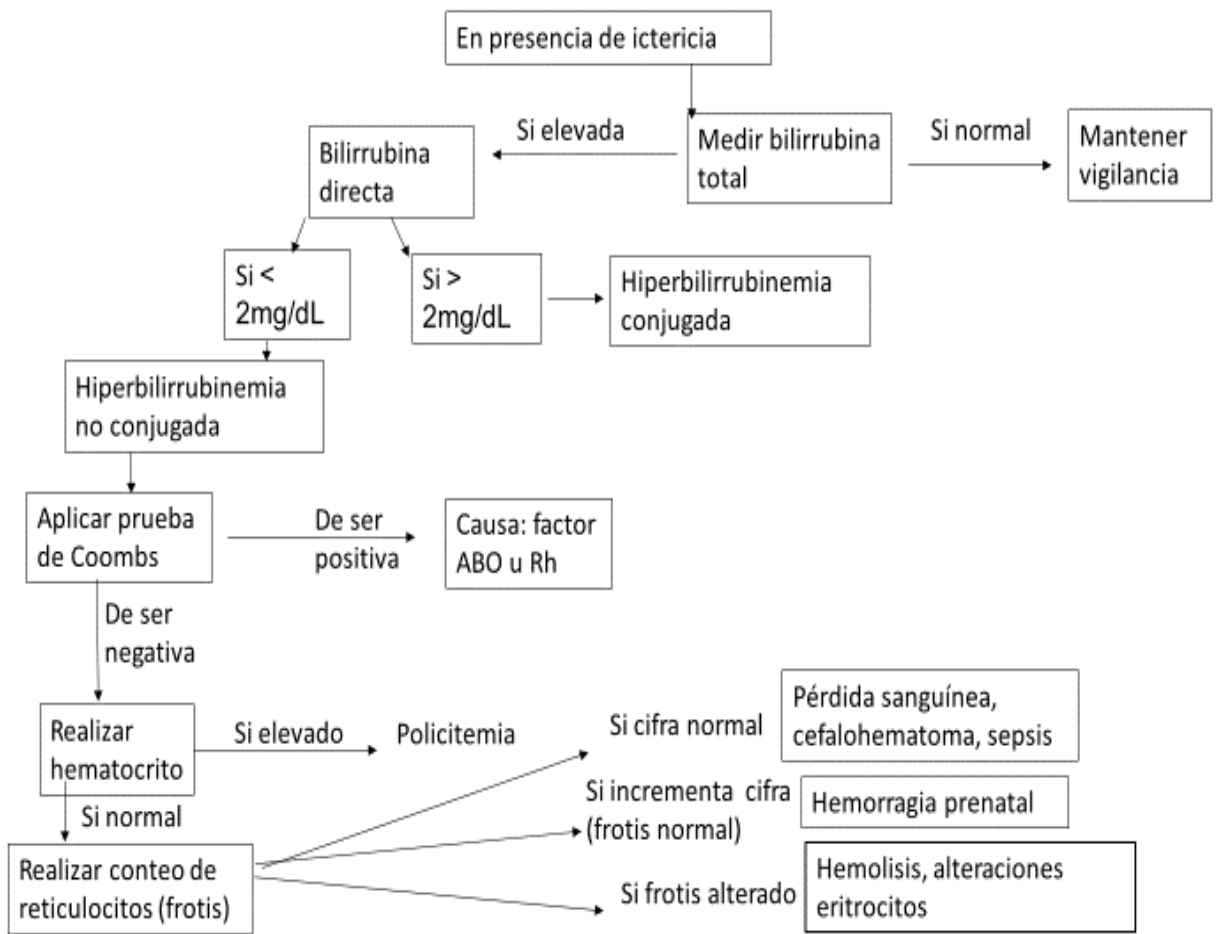 En presencia de ictericia
Si elevada
Medir bilirrubina
total
Si normal
Mantener
vigilancia
Bilirrubina
directa
Si <
2mg/dL
Si >
2mg/dL
Hiperbilirrubinemia
conjugada
Hiperbilirrubinemia
no conjugada
Aplicar prueba
de Coombs
De ser
positiva
Causa: factor
ABO u Rh
De ser
negativa
Realizar
hematocrito
Si elevado
Policitemia
Si normal
Realizar conteo de
reticulocitos (frotis)
Si cifra normal
Pérdida sanguínea,
cefalohematoma, sepsis
Si incrementa cifra
(frotis normal)
Hemorragia prenatal
Si frotis alterado
Hemolisis, alteraciones
eritrocitos